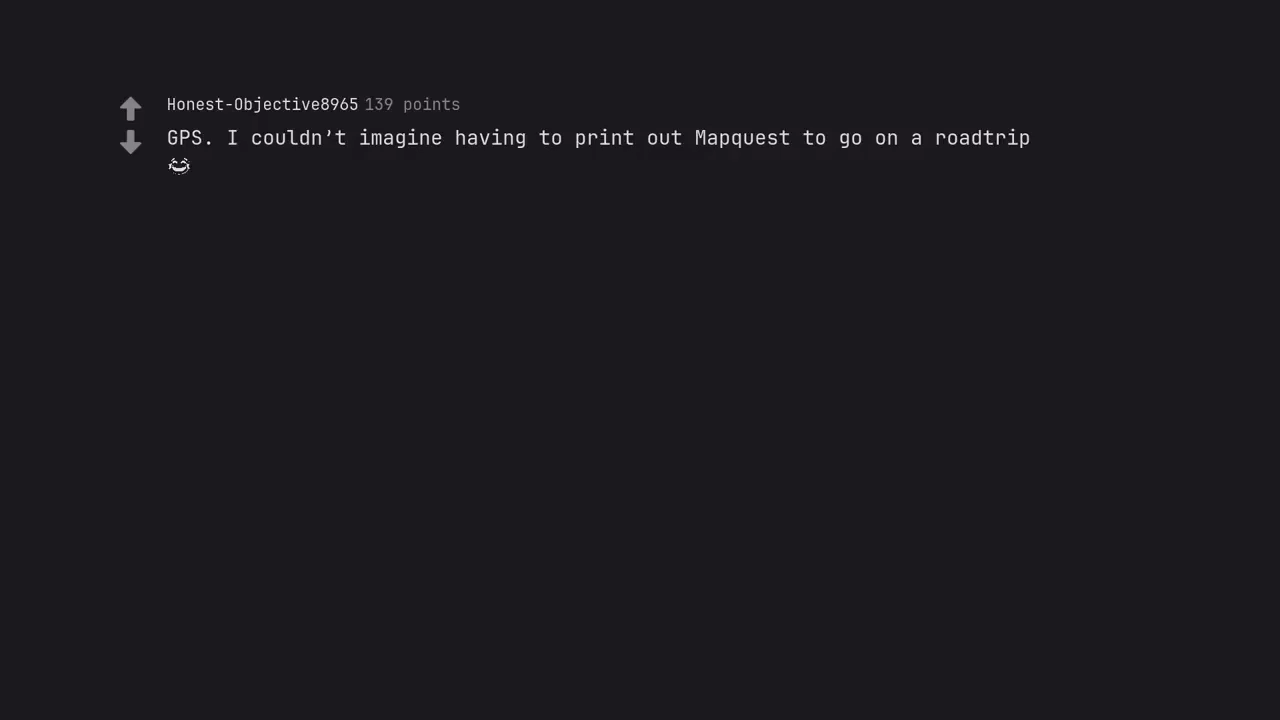 Honest-Objective8965 139 points
GPS. I couldn’t imagine having to print out Mapquest to go on a roadtrip
😂